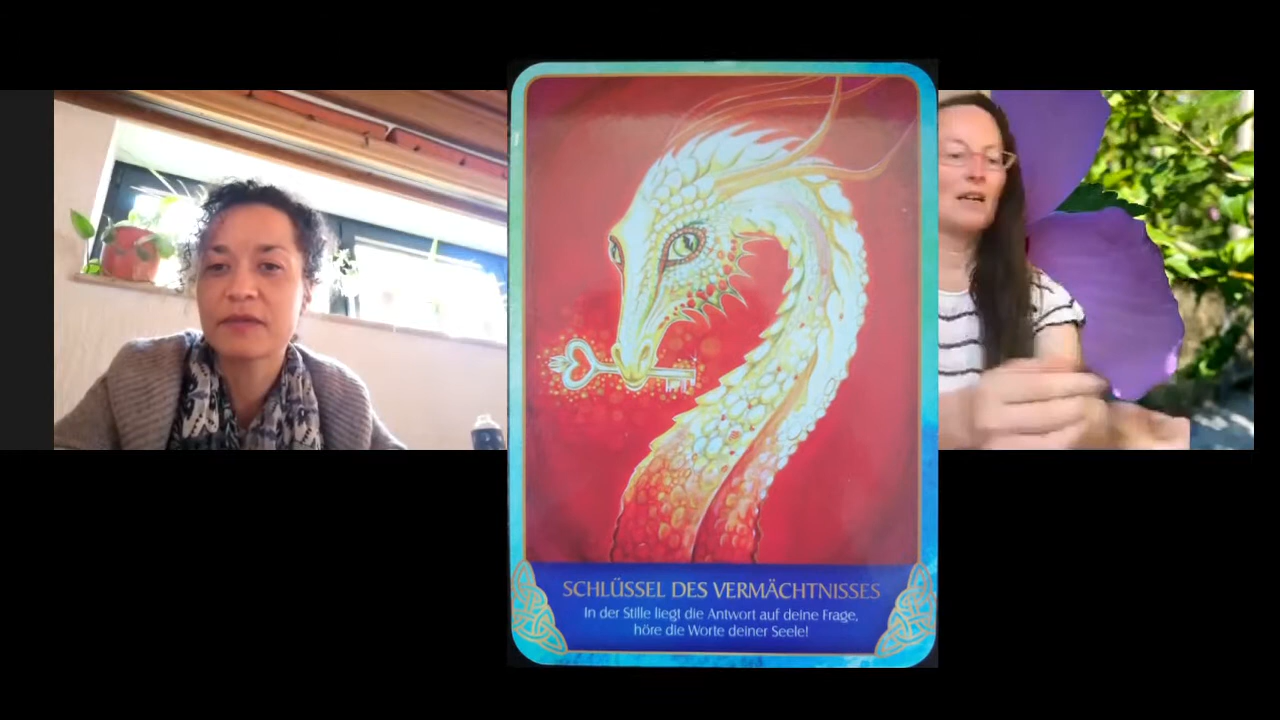 SCHLÜSSEL DES VERMÄCHTNISSES
In der Stille liegt die Antwort auf deine Frage,
höre die Worte deiner Seele!